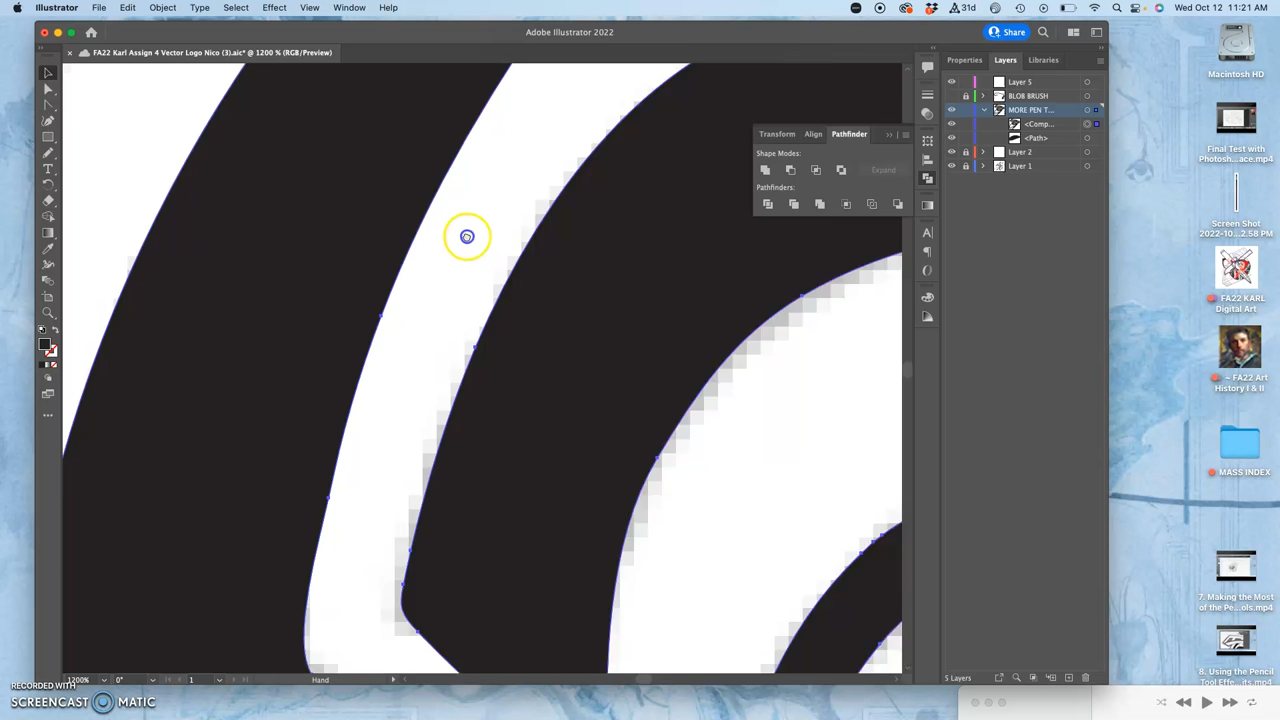 Illustrator File Edit Object Type Select Effect View Window Help
31d
Wed Oct 12 11:21 AM
Adobe Illustrator 2022
Share
× FA22 Karl Assign 4 Vector Logo Nico (3).aic* @ 1200 % (RGB/Preview)
Properties Layers Libraries
Layer 5
BLOB BRUSH
MORE PEN T...
<Comp...
<Path>
Layer 2
Layer 1
Transform Align Pathfinder
Shape Modes:
Expand
Pathfinders:
5 Layers
1200% 0° 1 Hand
Macintosh HD
Final Test with
Photosh...ace.mp4
Screen Shot
2022-10...2.58 PM
FA22 KARL
Digital Art
~ FA22 Art
History I & II
MASS INDEX
7. Making the Most
of the Pe...ols.mp4
8. Using the Pencil
Tool Effe...its.mp4
RECORDED WITH
SCREENCAST MATIC